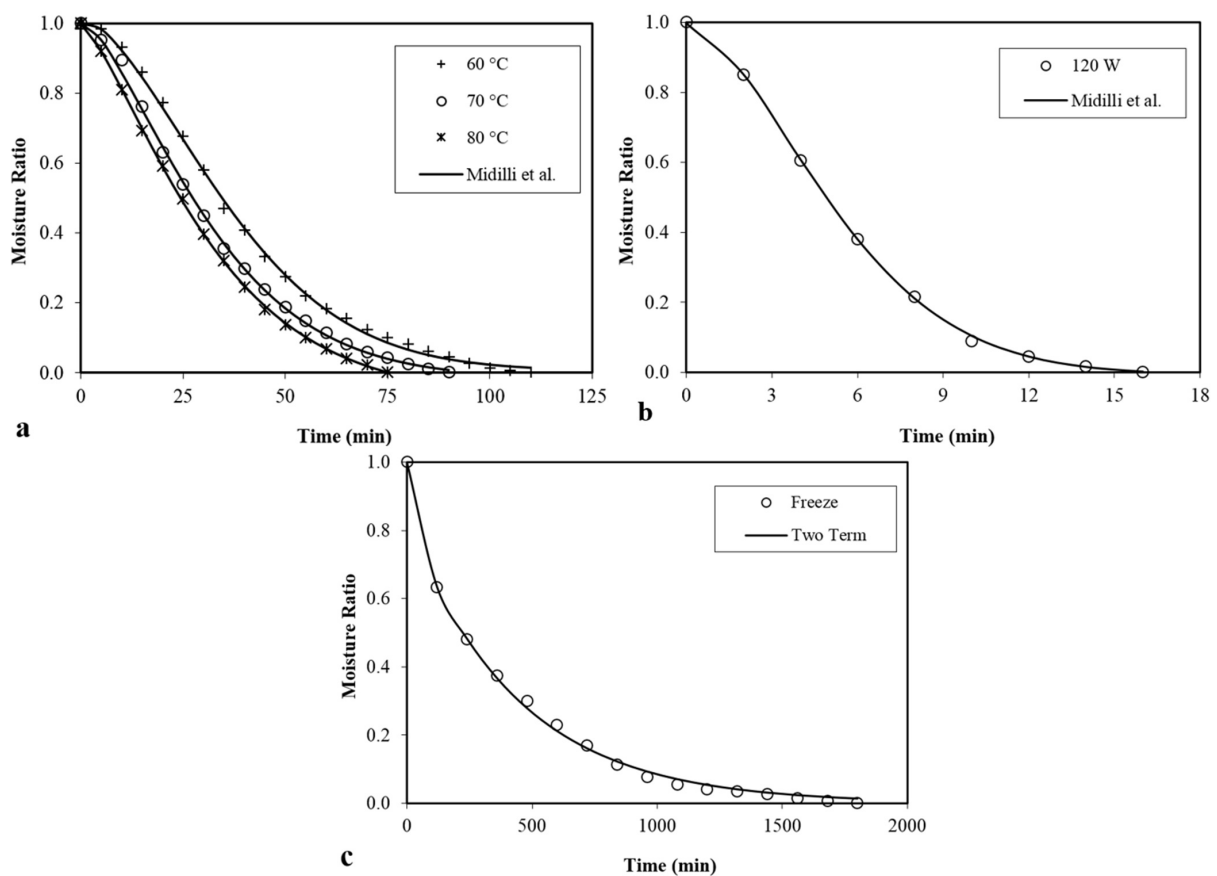 1.0
0.8
0.6
0.4
0.2
0.0
Moisture Ratio
60 °C
70 °C
80 °C
Midilli et al.
0 25 50 75 100 125
Time (min)
a
1.0
0.8
0.6
0.4
0.2
0.0
Moisture Ratio
120 W
Midilli et al.
0 3 6 9 12 15 18
Time (min)
b
1.0
0.8
0.6
0.4
0.2
0.0
Moisture Ratio
Freeze
Two Term
0 500 1000 1500 2000
Time (min)
c